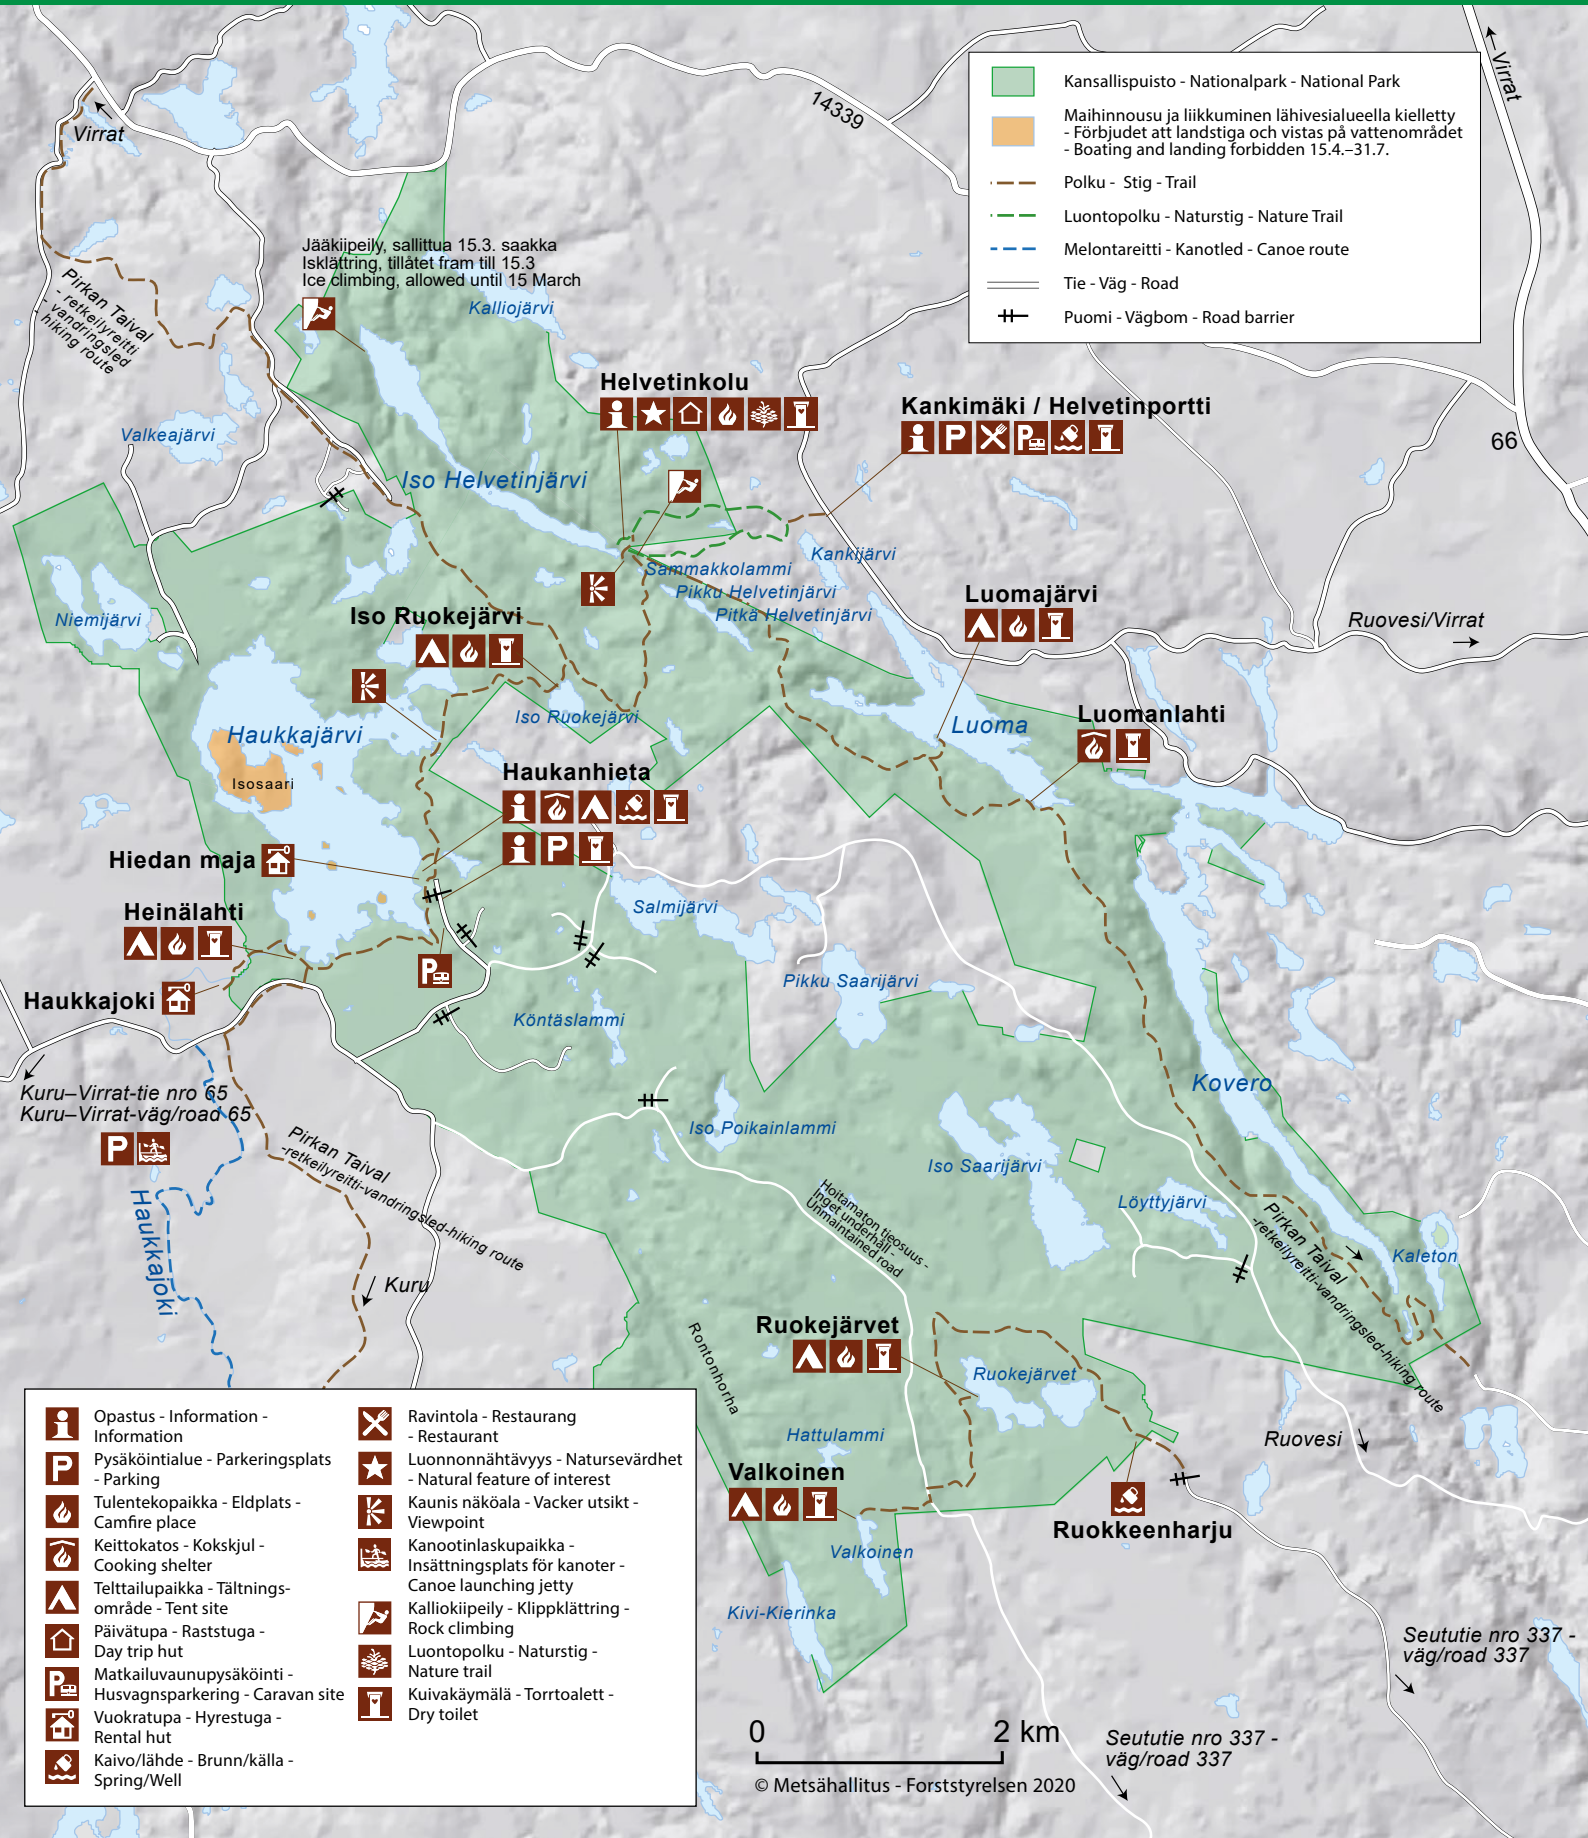 Virrat
14339
Virrat
Kansallispuisto - Nationalpark - National Park
Maihinnousu ja liikkuminen lähivesialueella kielletty
- Förbjudet att landstiga och vistas på vattenområdet
- Boating and landing forbidden 15.4.–31.7.
Polku - Stig - Trail
Luontopolku - Naturstig - Nature Trail
Melontareitti - Kanotled - Canoe route
Tie - Väg - Road
Puomi - Vägbom - Road barrier
Pirkan Taival
- retkeilyreitti
- vandringsled
- hiking route
Jääkiipeily, sallittua 15.3. saakka
Isklättring, tillåtet fram till 15.3
Ice climbing, allowed until 15 March
Kalliojärvi
Helvetinkolu
Kankimäki / Helvetinportti
P
P
66
Valkeajärvi
Iso Helvetinjärvi
Kankijärvi
Sammakkolammi
Pikku Helvetinjärvi
Pitkä Helvetinjärvi
Luomajärvi
Ruovesi/Virrat
Niemijärvi
Iso Ruokejärvi
Iso Ruokejärvi
Haukkajärvi
Luoma
Luomanlahti
Isosaari
Haukanhieta
P
Hiedan maja
Salmijärvi
Heinälahti
P
Haukkajoki
Pikku Saarijärvi
Köntäslammi
Kovero
Kuru–Virrat-tie nro 65
Kuru–Virrat-väg/road 65
P
Haukkajoki
Pirkan Taival
-retkeilyreitti-vandringsled-hiking route
Kuru
Iso Poikainlammi
Iso Saarijärvi
Löyttyjärvi
Hoitamaton tieosuus -
Inget underhåll -
Unmaintained road
Pirkan Taival
-retkeilyreitti-vandringsled-hiking route
Kaleton
Rontonhorha
Ruokejärvet
Ruokejärvet
Hattulammi
Ruovesi
Valkoinen
Valkoinen
Ruokkeenharju
Kivi-Kierinka
Seututie nro 337 -
väg/road 337
Seututie nro 337 -
väg/road 337
Opastus - Information -
Information
P
Pysäköintialue - Parkeringsplats
- Parking
Tulentekopaikka - Eldplats -
Camfire place
Keittokatos - Kokskjul -
Cooking shelter
Telttailupaikka - Tältnings-
område - Tent site
Päivätupa - Raststuga -
Day trip hut
P
Matkailuvaunupysäköinti -
Husvagnsparkering - Caravan site
Vuokratupa - Hyrestuga -
Rental hut
Kaivo/lähde - Brunn/källa -
Spring/Well
Ravintola - Restaurang
- Restaurant
Luonnonnähtävyys - Natursevärdhet
- Natural feature of interest
Kaunis näköala - Vacker utsikt -
Viewpoint
Kanootinlaskupaikka -
Insättningsplats för kanoter -
Canoe launching jetty
Kalliokiipeily - Klippklättring -
Rock climbing
Luontopolku - Naturstig -
Nature trail
Kuivakäymälä - Torrtoalett -
Dry toilet
0 2 km
© Metsähallitus - Forststyrelsen 2020